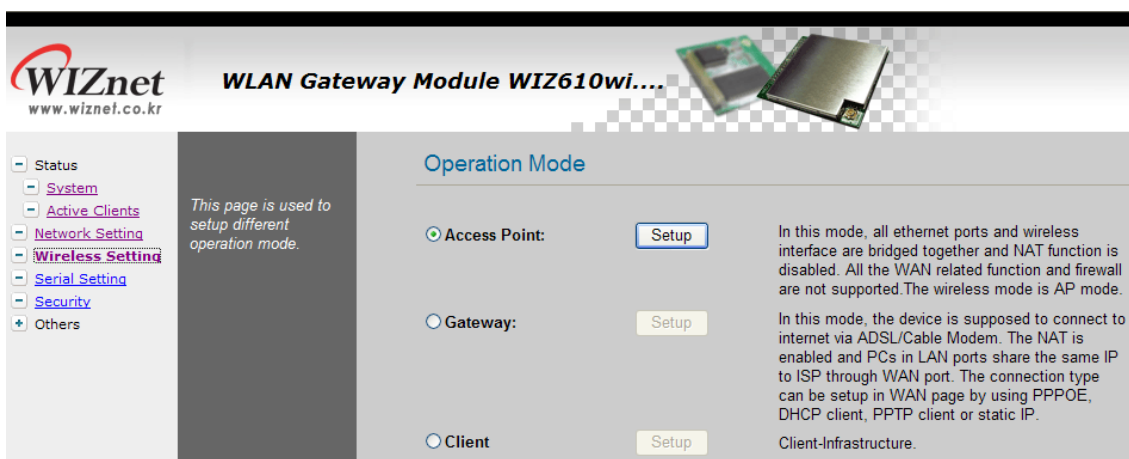 WIZnet
www.wiznet.co.kr
WLAN Gateway Module WIZ610wi....
Status
System
Active Clients
Network Setting
Wireless Setting
Serial Setting
Security
Others
This page is used to
setup different
operation mode.
Operation Mode
Access Point:
Setup
In this mode, all ethernet ports and wireless
interface are bridged together and NAT function is
disabled. All the WAN related function and firewall
are not supported.The wireless mode is AP mode.
Gateway:
Setup
In this mode, the device is supposed to connect to
internet via ADSL/Cable Modem. The NAT is
enabled and PCs in LAN ports share the same IP
to ISP through WAN port. The connection type
can be setup in WAN page by using PPPOE,
DHCP client, PPTP client or static IP.
Client
Setup
Client-Infrastructure.